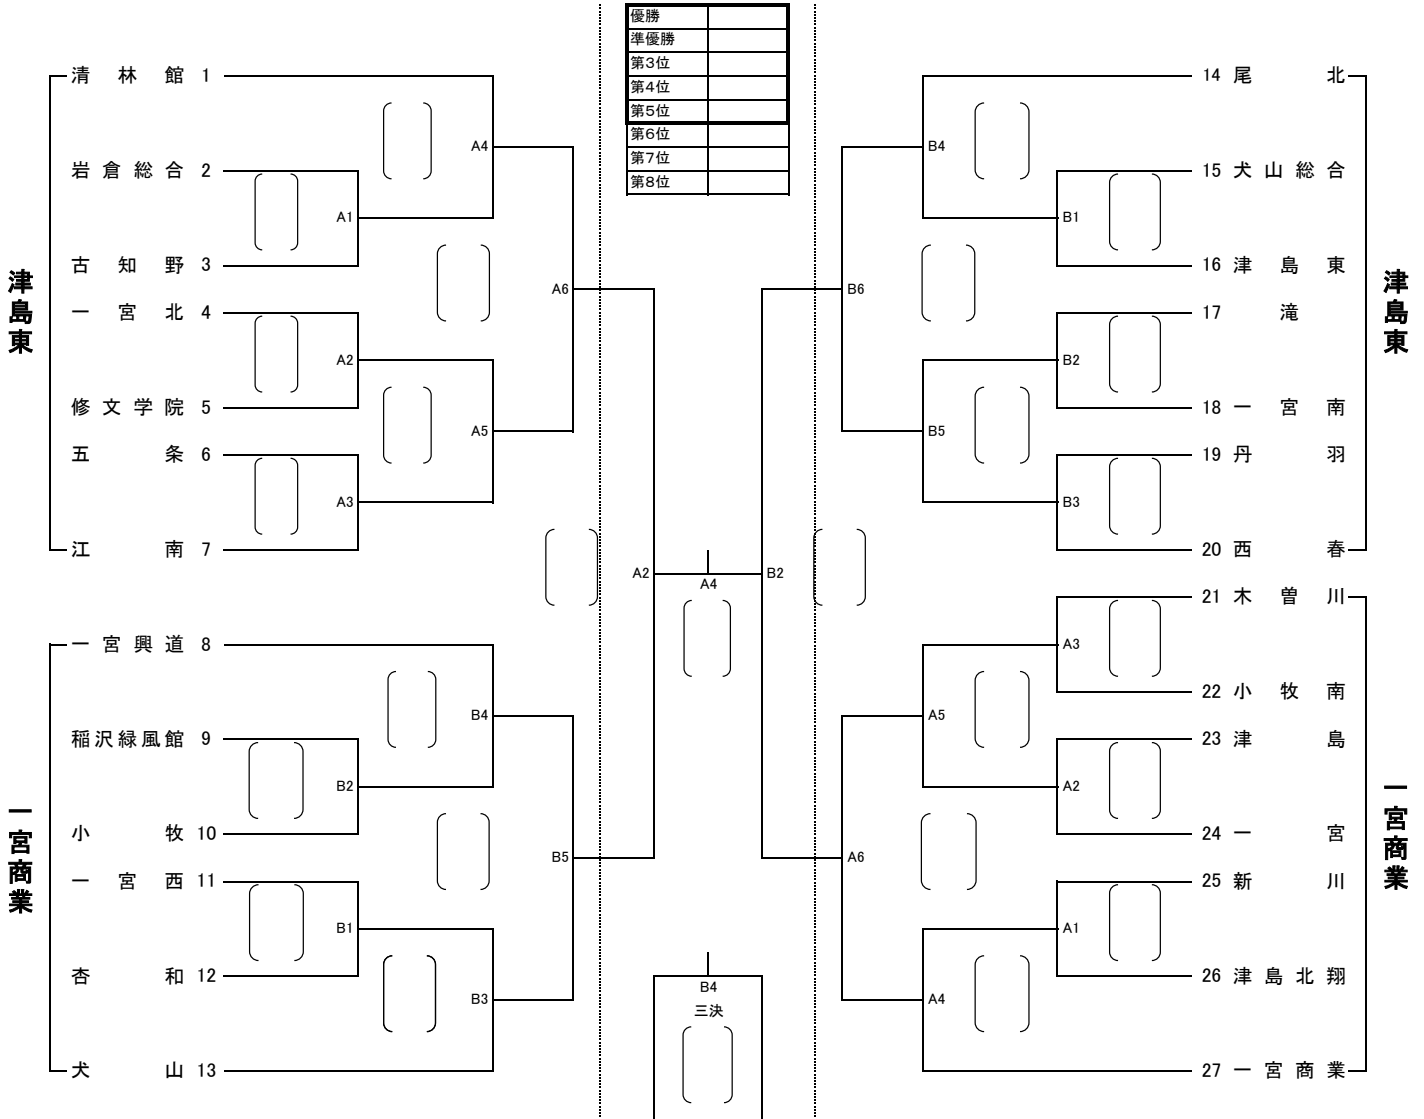 優勝
準優勝
第3位
第4位
第5位
第6位
第7位
第8位
津島東
清林館 1
岩倉総合 2
古知野 3
一宮北 4
修文学院 5
五条 6
江南 7
A1
A2
A3
A4
A5
A6
一宮商業
一宮興道 8
稲沢緑風館 9
小牧 10
一宮西 11
杏和 12
犬山 13
B2
B1
B4
B3
B5
A2
A4
B2
B4
三決
津島東
14 尾北
15 犬山総合
16 津島東
17 滝
18 一宮南
19 丹羽
20 西春
B4
B1
B6
B2
B5
B3
一宮商業
21 木曽川
22 小牧南
23 津島
24 一宮
25 新川
26 津島北翔
27 一宮商業
A3
A5
A2
A6
A1
A4